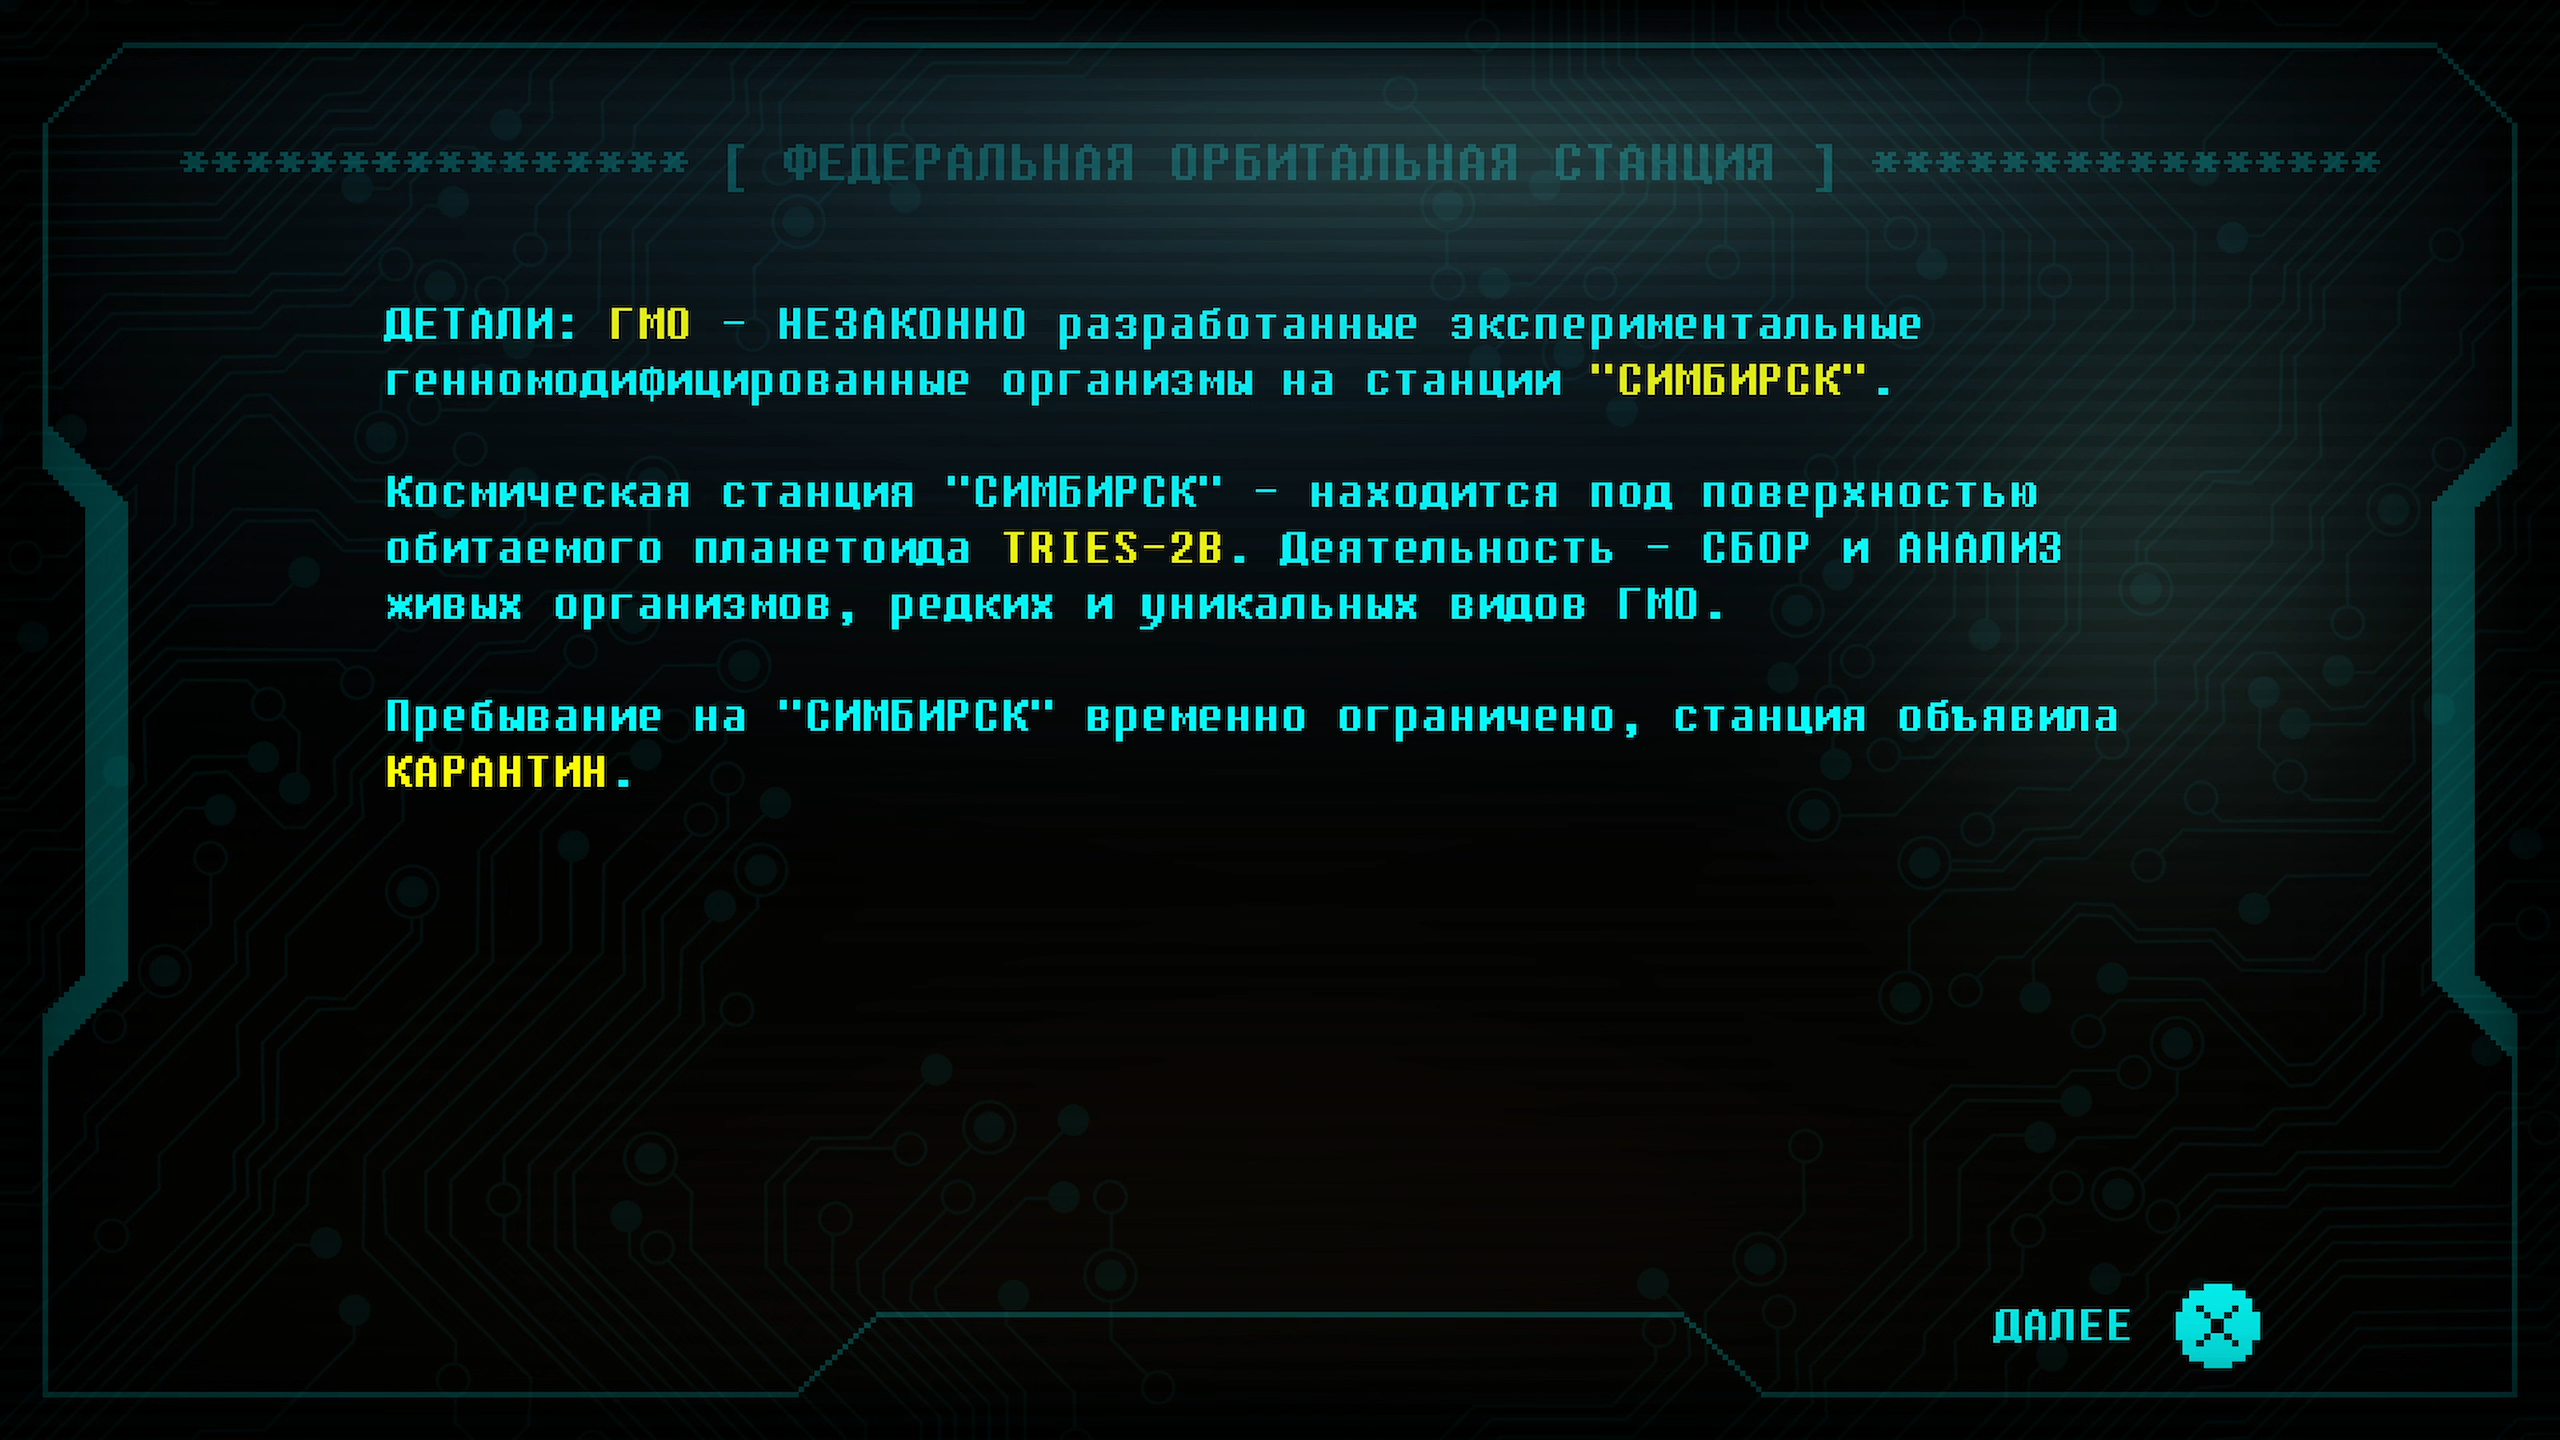 **************** [ ФЕДЕРАЛЬНАЯ ОРБИТАЛЬНАЯ СТАНЦИЯ ] ****************
ДЕТАЛИ: ГМО - НЕЗАКОННО разработанные экспериментальные
генномодифицированные организмы на станции "СИМБИРСК".
Космическая станция "СИМБИРСК" - находится под поверхностью
обитаемого планетоида TRIES-2B. Деятельность - СБОР и АНАЛИЗ
живых организмов, редких и уникальных видов ГМО.
Пребывание на "СИМБИРСК" временно ограничено, станция объявила
КАРАНТИН.
ДАЛЕЕ